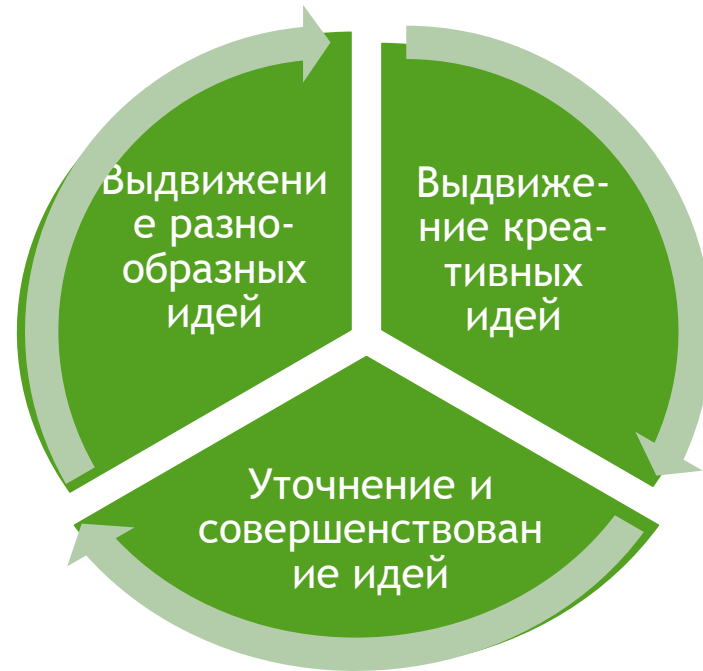 Выдвижени
е разно-
образных
идей
Выдвиже-
ние креа-
тивных
идей
Уточнение и
совершенствован
ие идей